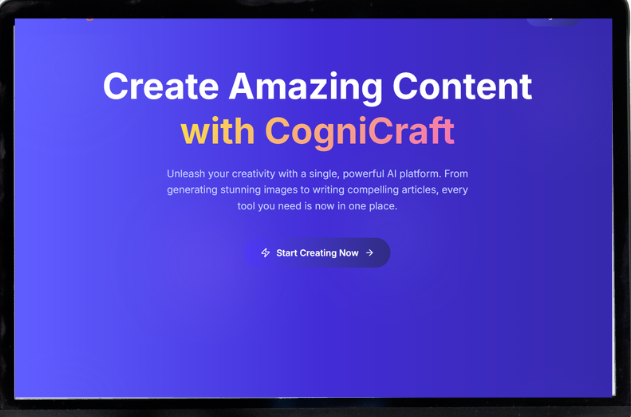 Create Amazing Content
with CogniCraft
Unleash your creativity with a single, powerful AI platform. From
generating stunning images to writing compelling articles, every
tool you need is now in one place.
Start Creating Now